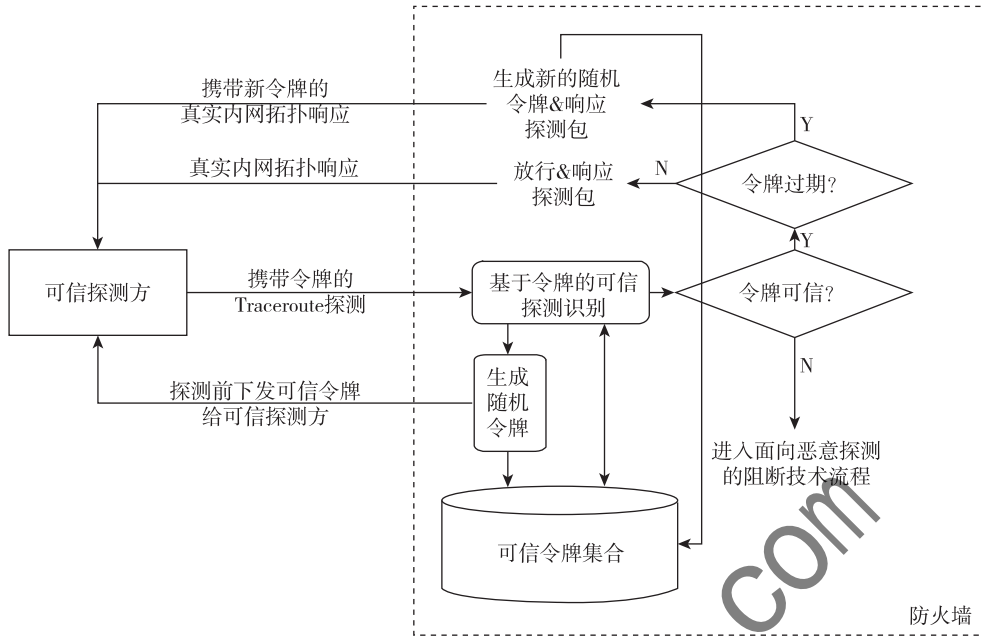 生成新的随机
令牌&响应
探测包
携带新令牌的
真实内网拓扑响应
Y
真实内网拓扑响应
放行&响应
探测包
N
令牌过期?
Y
可信探测方
携带令牌的
Traceroute探测
基于令牌的可信
探测识别
令牌可信?
N
生成
随机
令牌
探测前下发可信令牌
给可信探测方
进入面向恶意探测
的阻断技术流程
可信令牌集合
com
防火墙